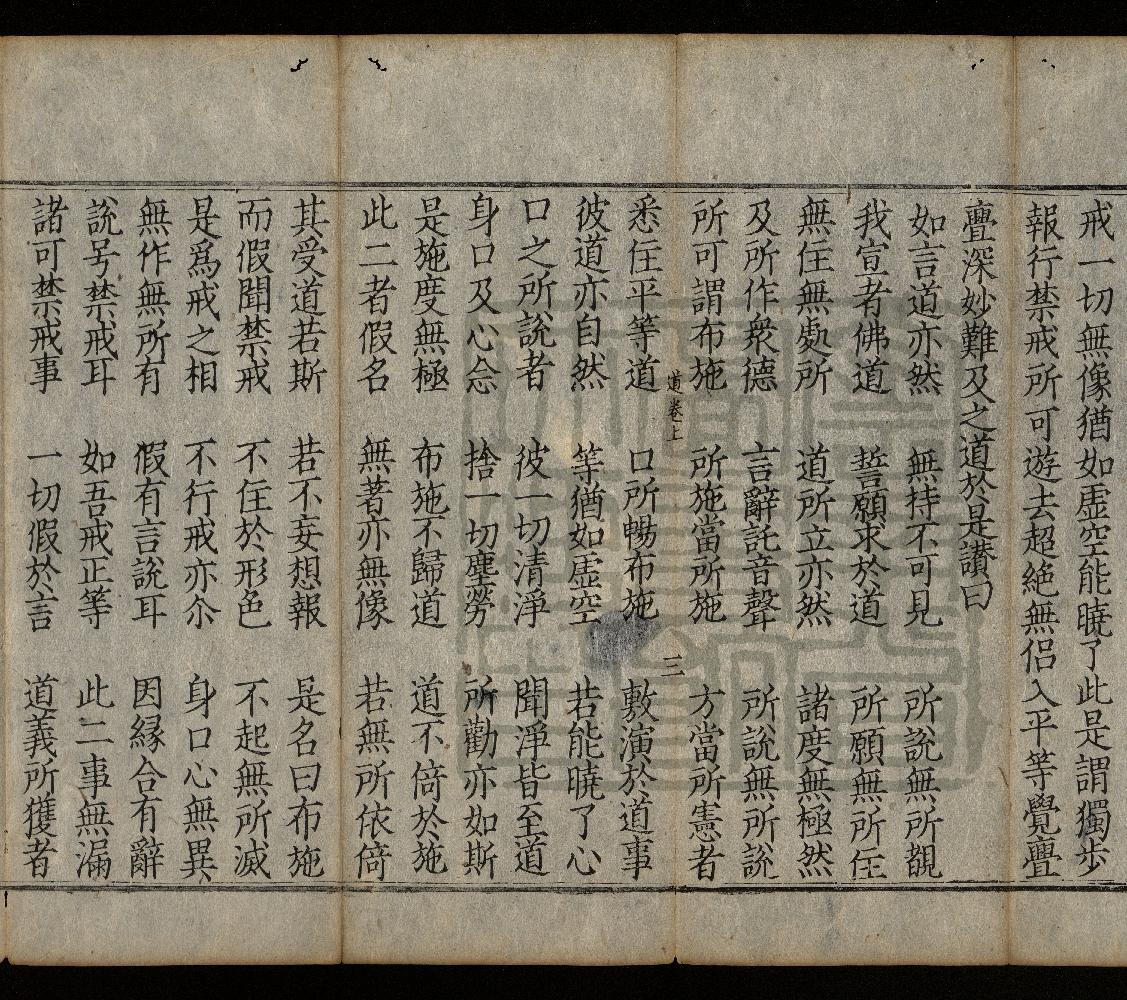 戒一切無像猶如虛空能曉了此是謂獨步
報行禁戒所可遊去超絕無侶入平等覺亹
亹深妙難及之道於是讃曰
如言道亦然　無持不可見　所說無所覩
我宣者佛道　誓願求於道　所願無所住
無住無處所　道所立亦然　諸度無極然
及所作衆德　言辭託音聲　所說無所說
所可謂布施　所施當所施　方當所憲者
道卷上　三
悉住平等道　口所暢布施　敷演於道事
彼道亦自然　等猶如虛空　若能曉了心
口之所說者　彼一切清淨　聞淨皆至道
身口及心念　捨一切塵勞　所勸亦如斯
是施度無極　布施不歸道　道不倚於施
此二者假名　無著亦無像　若無所依倚
其受道若斯　若不妄想報　是名曰布施
而假聞禁戒　不住於形色　不起無所滅
是爲戒之相　不行戒亦尒　身口心無異
無作無所有　假有言說耳　因縁合有辭
說号禁戒耳　如吾戒正等　此二事無漏
諸可禁戒事　一切假於言　道義所獲者